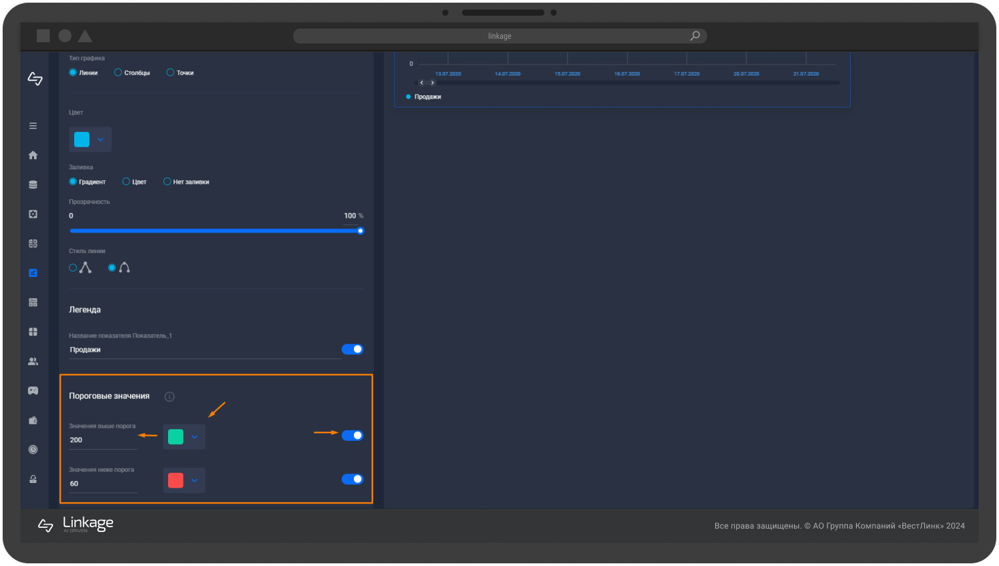 linkage
Тип графика
Линии Столбцы Точки
Цвет
Заливка
Градиент Цвет Нет заливки
Прозрачность
0 100 %
Стиль линии
Легенда
Название показателя Показатель_1
Продажи
Пороговые значения
Значения выше порога
200
Значения ниже порога
60
0
13.07.2020 14.07.2020 15.07.2020 16.07.2020 17.07.2020 20.07.2020 21.07.2020
Продажи
Linkage
AI DRIVEN
Все права защищены. © АО Группа Компаний «ВестЛинк» 2024